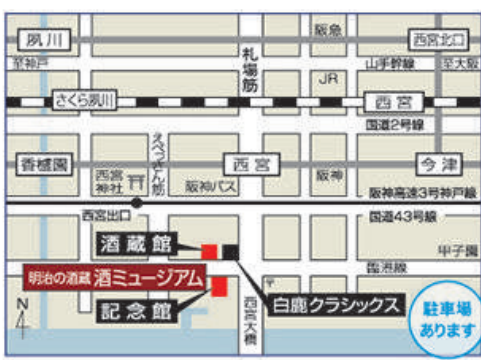 夙川
阪急
西宮北口
至神戸
札場筋
山手幹線
至大阪
JR
さくら夙川
西宮
国道2号線
香櫨園
えべっさん筋
西宮
今津
西宮
神社
阪神バス
阪神
阪神高速3号神戸線
西宮出口
国道43号線
酒蔵館
甲子園
臨港線
明治の酒蔵 酒ミュージアム
記念館
白鹿クラシックス
西宮大橋
N
〒
駐車場
あります